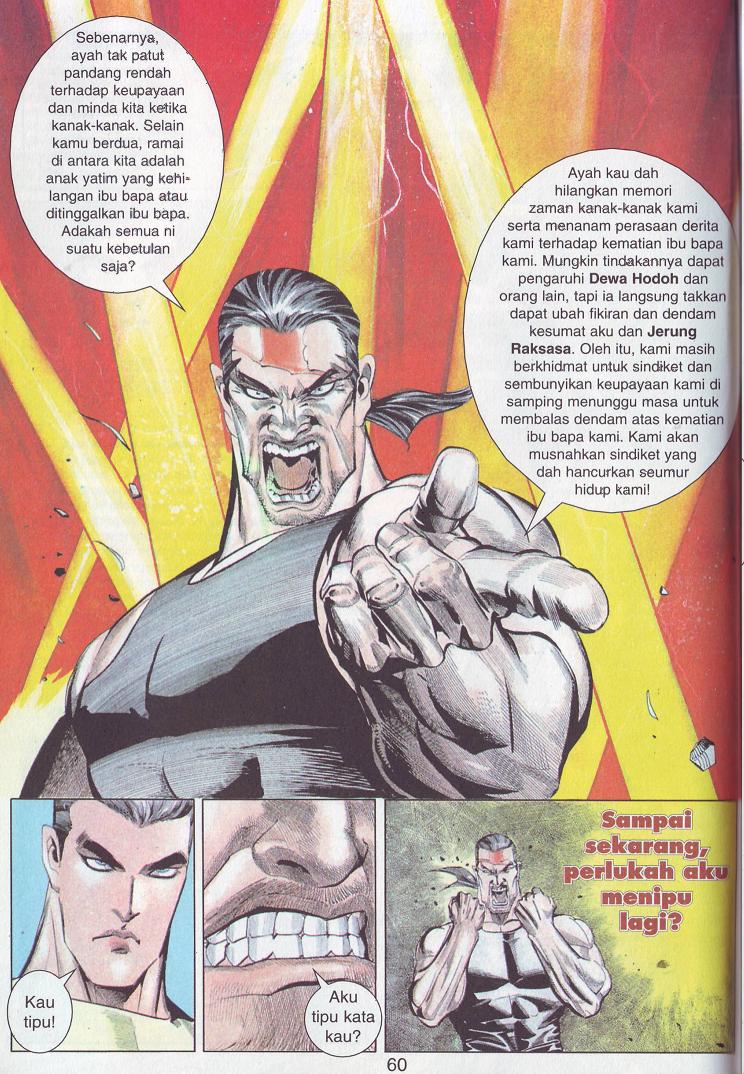 Sebenarnya,
ayah tak patut
pandang rendah
terhadap keupayaan
dan minda kita ketika
kanak-kanak. Selain
kamu berdua, ramai
di antara kita adalah
anak yatim yang kehi-
langan ibu bapa atau
ditinggalkan ibu bapa.
Adakah semua ni
suatu kebetulan
saja?
Ayah kau dah
hilangkan memori
zaman kanak-kanak kami
serta menanam perasaan derita
kami terhadap kematian ibu bapa
kami. Mungkin tindakannya dapat
pengaruhi Dewa Hodoh dan
orang lain, tapi ia langsung takkan
dapat ubah fikiran dan dendam
kesumat aku dan Jerung
Raksasa. Oleh itu, kami masih
berkhidmat untuk sindiket dan
sembunyikan keupayaan kami di
samping menunggu masa untuk
membalas dendam atas kematian
ibu bapa kami. Kami akan
musnahkan sindiket yang
dah hancurkan seumur
hidup kami!
Kau
tipu!
Aku
tipu kata
kau?
Sampai
sekarang,
perlukah aku
menipu
lagi?
60